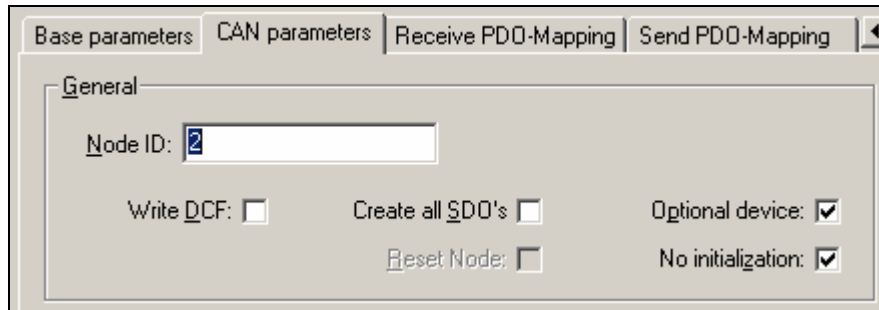 Base parameters CAN parameters Receive PDO-Mapping Send PDO-Mapping
General
Node ID: 2
Write DCF: Create all SDO's Optional device:
Reset Node: No initialization: